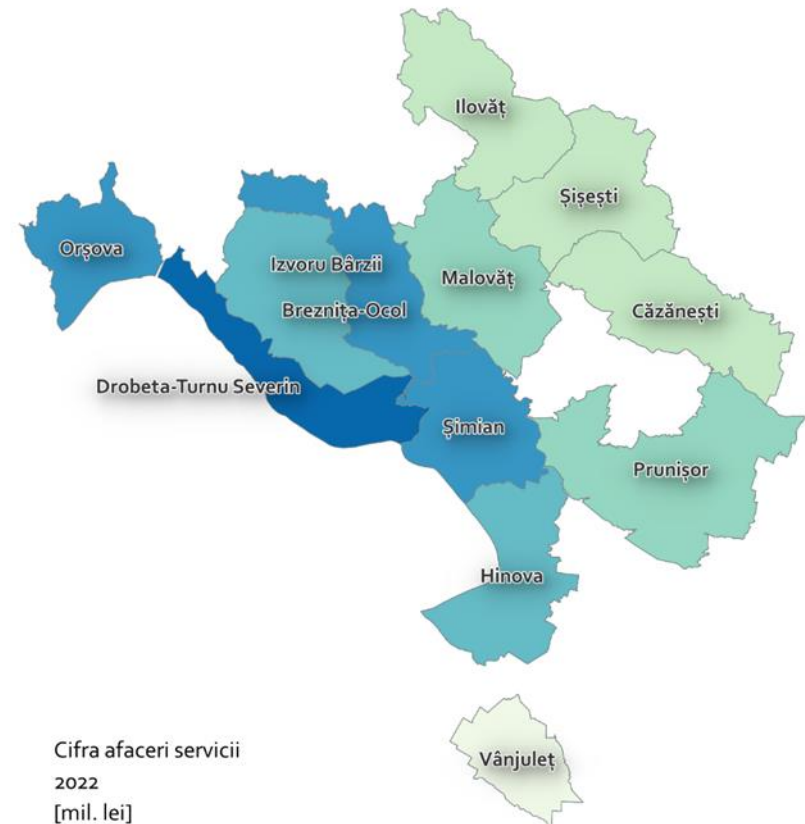 Ilovăț
Șișești
Orșova
Izvoru Bârzii
Malovăț
Breznița-Ocol
Căzănești
Drobeta-Turnu Severin
Șimian
Prunișor
Hinova
Vânjuleț
Cifra afaceri servicii
2022
[mil. lei]